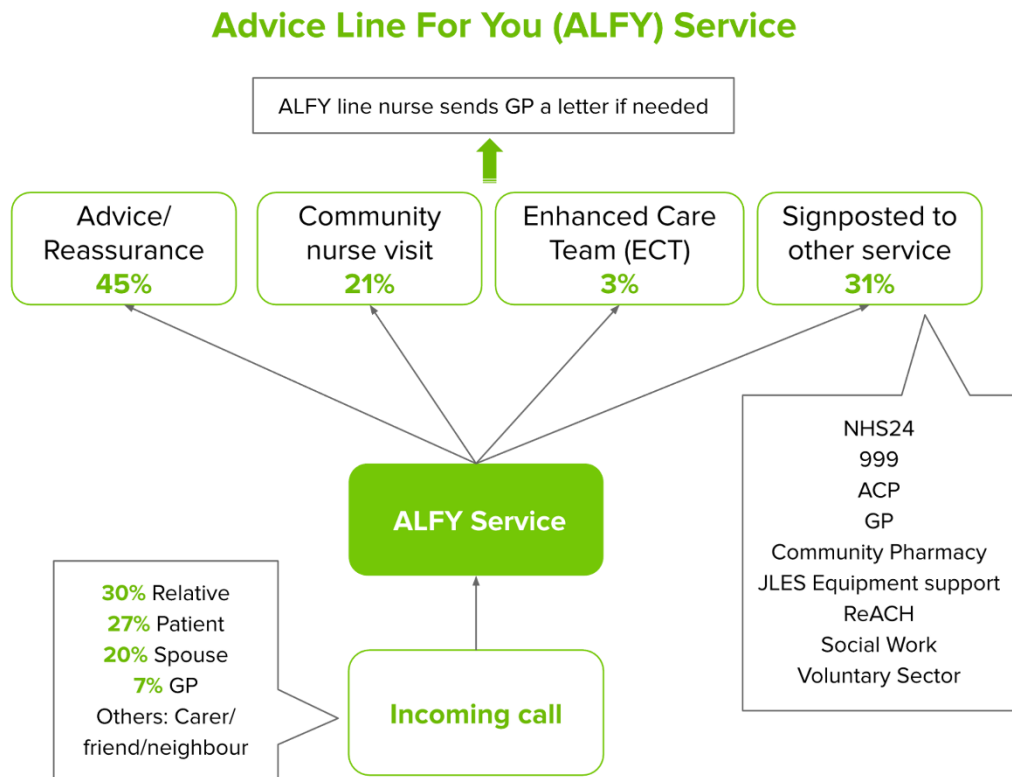 Advice Line For You (ALFY) Service
ALFY line nurse sends GP a letter if needed
Advice/
Reassurance
45%
Community
nurse visit
21%
Enhanced Care
Team (ECT)
3%
Signposted to
other service
31%
NHS24
999
ACP
GP
Community Pharmacy
JLES Equipment support
ReACH
Social Work
Voluntary Sector
ALFY Service
30% Relative
27% Patient
20% Spouse
7% GP
Others: Carer/
friend/neighbour
Incoming call